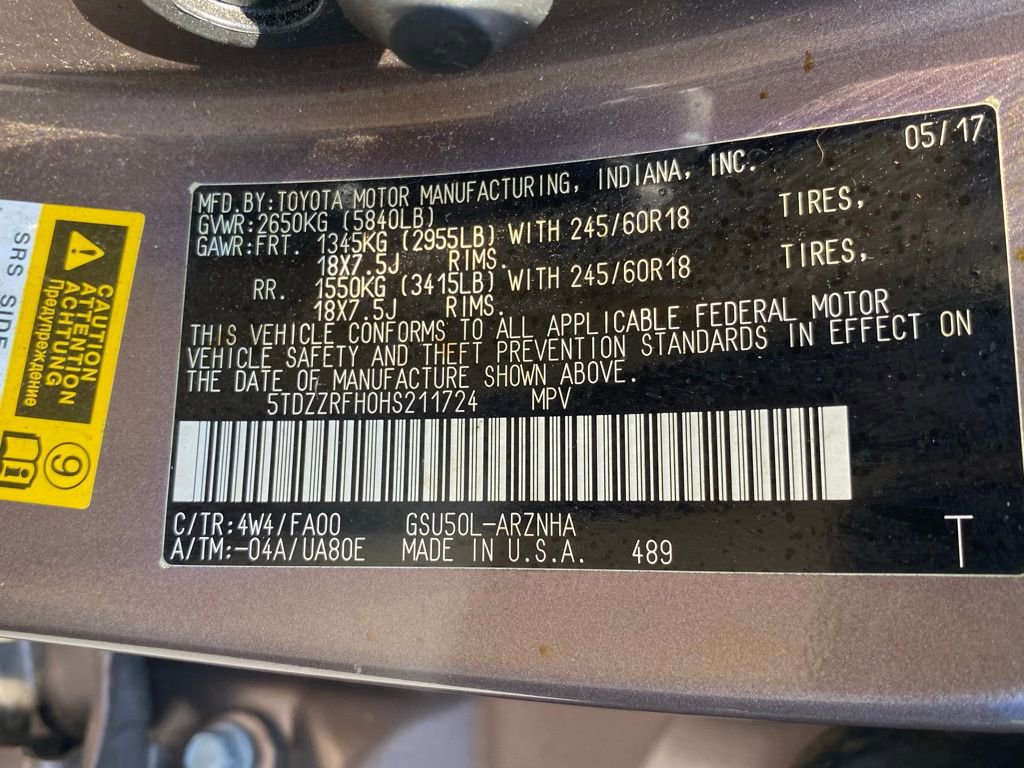 05/17
MFD.BY:TOYOTA MOTOR MANUFACTURING, INDIANA, INC.
GVWR:2650KG (5840LB)
GAWR:FRT. 1345KG (2955LB) WITH 245/60R18 TIRES,
18X7.5J RIMS.
RR. 1550KG (3415LB) WITH 245/60R18 TIRES,
18X7.5J RIMS.
THIS VEHICLE CONFORMS TO ALL APPLICABLE FEDERAL MOTOR
VEHICLE SAFETY AND THEFT PREVENTION STANDARDS IN EFFECT ON
THE DATE OF MANUFACTURE SHOWN ABOVE.
5TDZZRFH0HS211724 MPV
C/TR:4W4/FA00 GSU50L-ARZNHA
A/TM:-04A/UA80E MADE IN U.S.A. 489 T
CAUTION
ATTENTION
ACHTUNG
Предупреждение
9
SRS SIDE